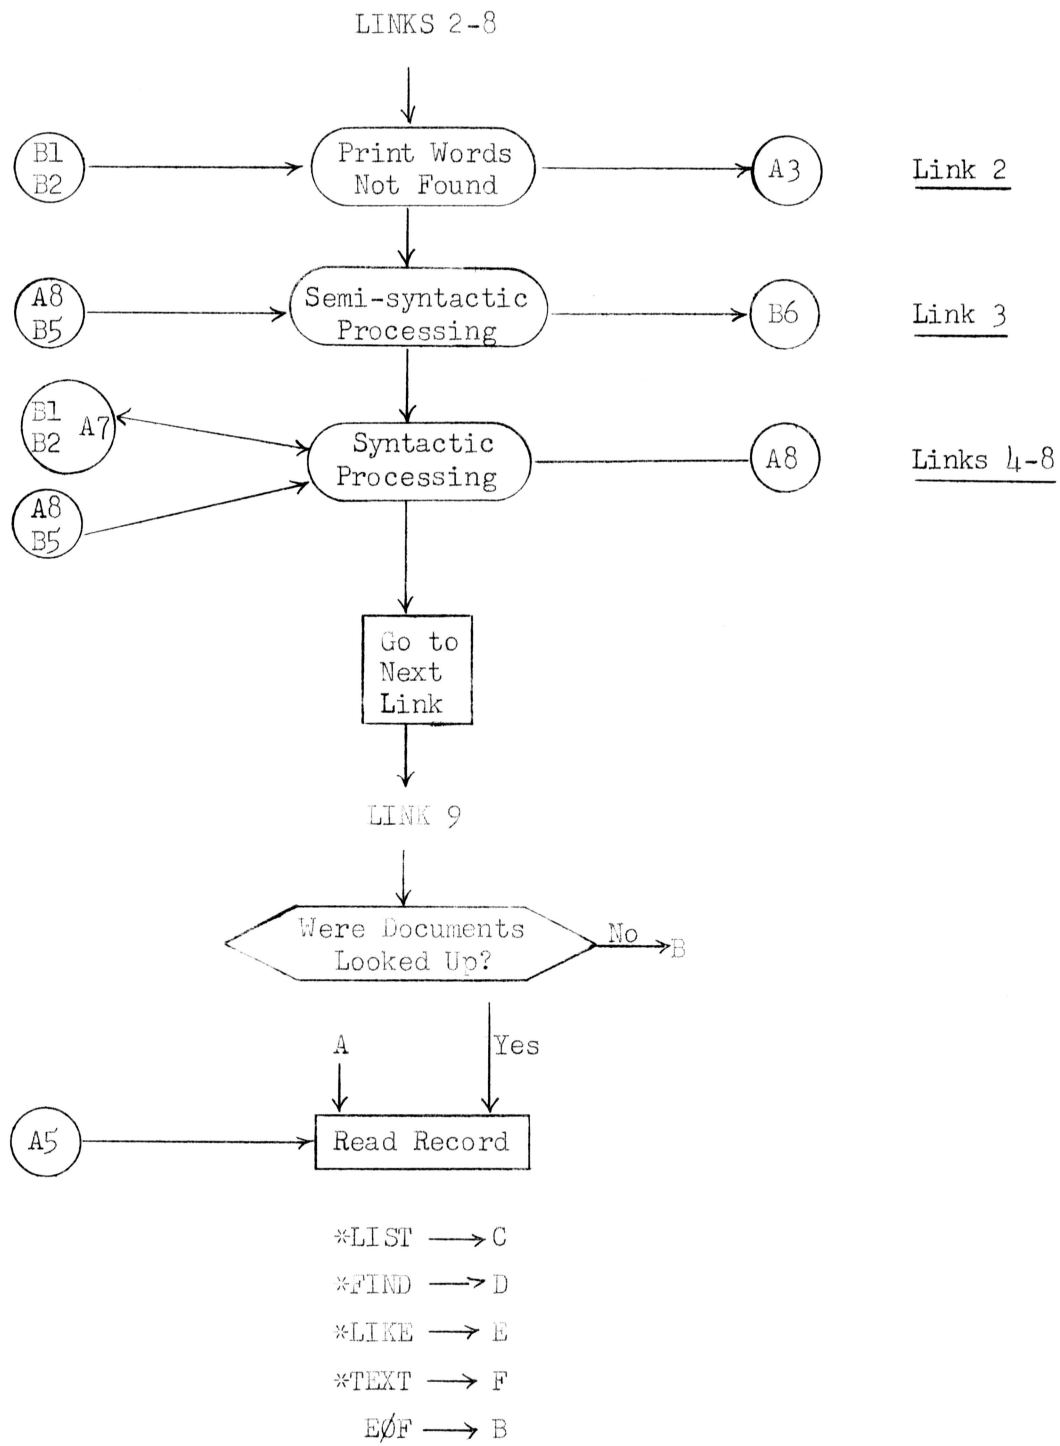 LINKS 2-8
B1
B2
Print Words
Not Found
A3
Link 2
A8
B5
Semi-syntactic
Processing
B6
Link 3
B1
B2
A7
Syntactic
Processing
A8
Links 4-8
A8
B5
Go to
Next
Link
LINK 9
Were Documents
Looked Up?
No
B
A
Yes
A5
Read Record
*LIST → C
*FIND → D
*LIKE → E
*TEXT → F
EØF → B